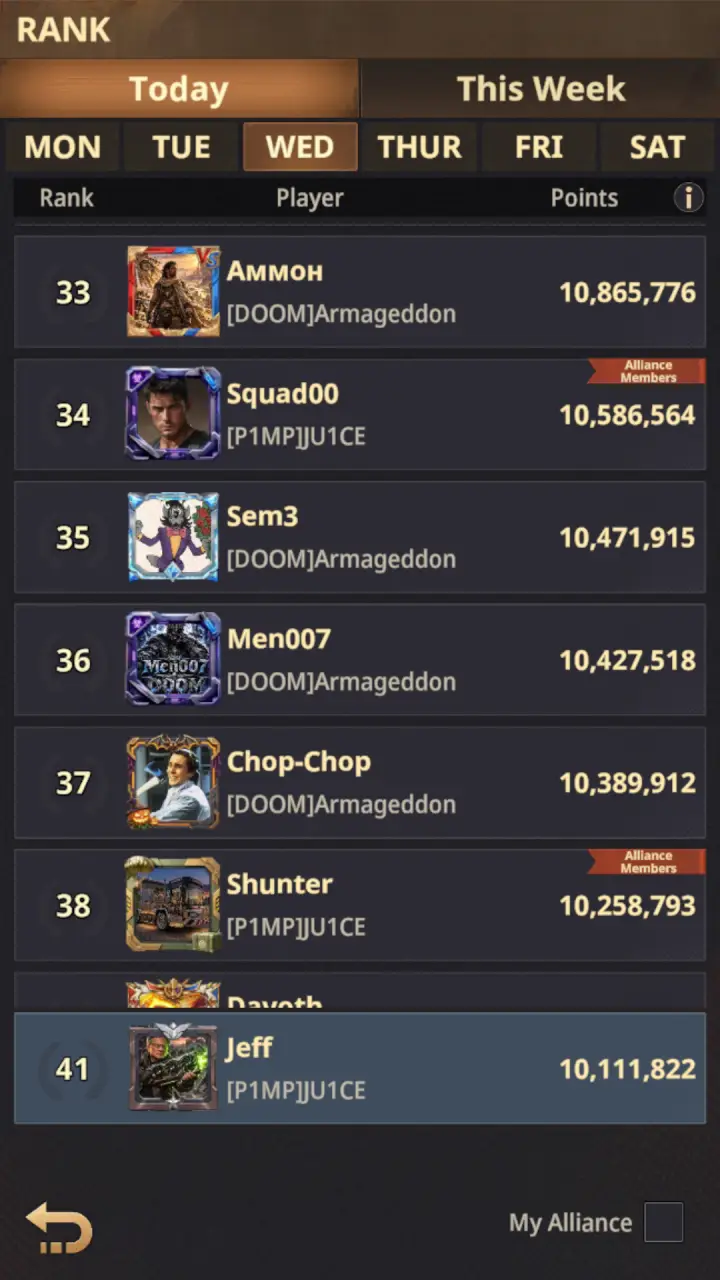 RANK
Today
This Week
MON TUE WED THUR FRI SAT
Rank Player Points i
33 Аммон 10,865,776
[DOOM]Armageddon
Alliance Members
34 Squad00 10,586,564
[P1MP]JU1CE
35 Sem3 10,471,915
[DOOM]Armageddon
36 Men007 10,427,518
Men007
DOOM
[DOOM]Armageddon
37 Chop-Chop 10,389,912
[DOOM]Armageddon
Alliance Members
38 Shunter 10,258,793
[P1MP]JU1CE
41 Jeff 10,111,822
[P1MP]JU1CE
My Alliance